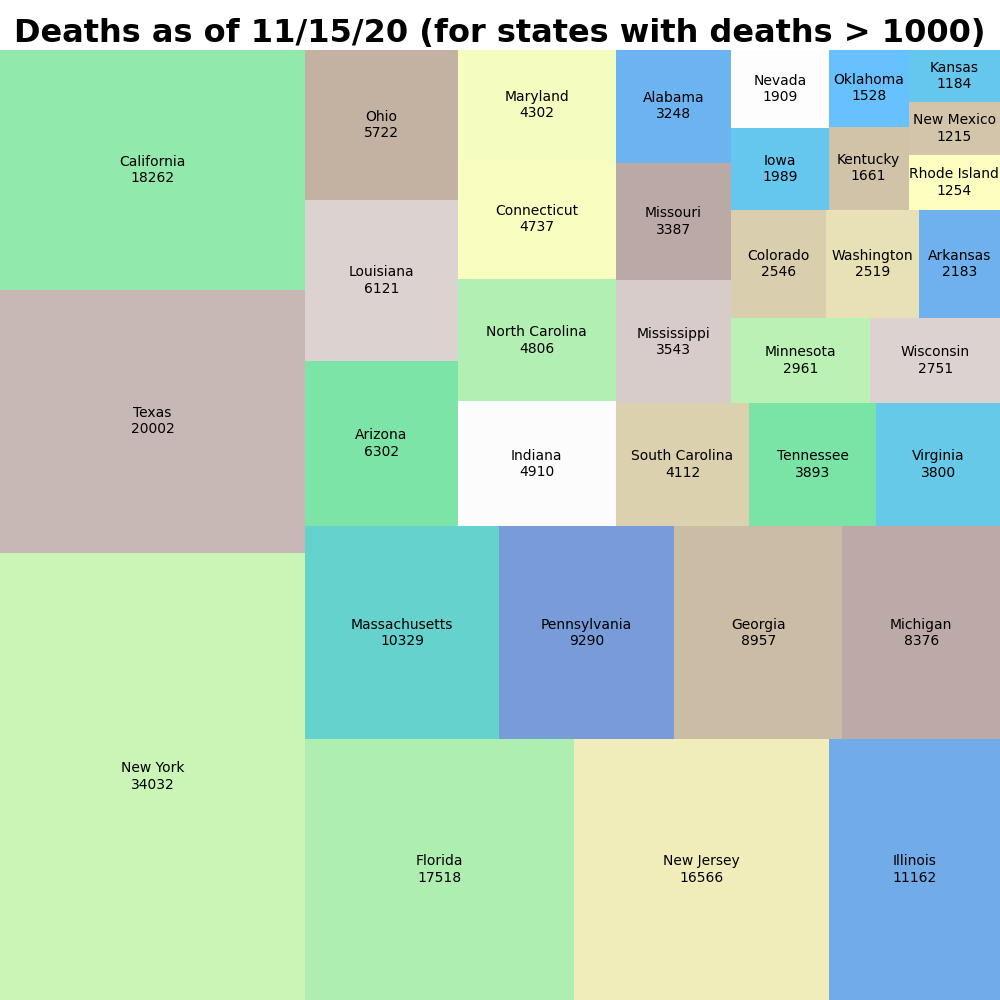 Deaths as of 11/15/20 (for states with deaths > 1000)
California
18262
Texas
20002
New York
34032
Ohio
5722
Louisiana
6121
Arizona
6302
Maryland
4302
Connecticut
4737
North Carolina
4806
Indiana
4910
Alabama
3248
Missouri
3387
Mississippi
3543
Nevada
1909
Iowa
1989
Oklahoma
1528
Kentucky
1661
Kansas
1184
New Mexico
1215
Rhode Island
1254
Colorado
2546
Washington
2519
Arkansas
2183
Minnesota
2961
Wisconsin
2751
South Carolina
4112
Tennessee
3893
Virginia
3800
Massachusetts
10329
Pennsylvania
9290
Georgia
8957
Michigan
8376
Florida
17518
New Jersey
16566
Illinois
11162